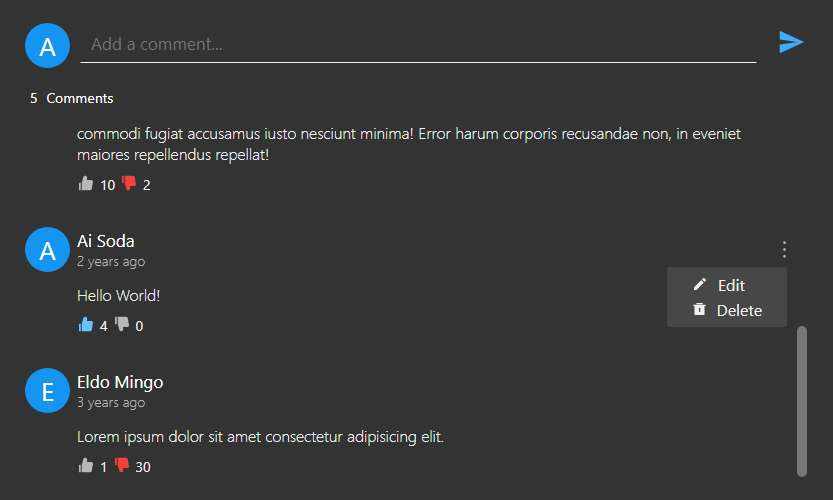 A
Add a comment...
5 Comments
commodi fugiat accusamus iusto nesciunt minima! Error harum corporis recusandae non, in eveniet
maiores repellendus repellat!
10 2
A
Ai Soda
2 years ago
Hello World!
4 0
Edit
Delete
E
Eldo Mingo
3 years ago
Lorem ipsum dolor sit amet consectetur adipisicing elit.
1 30